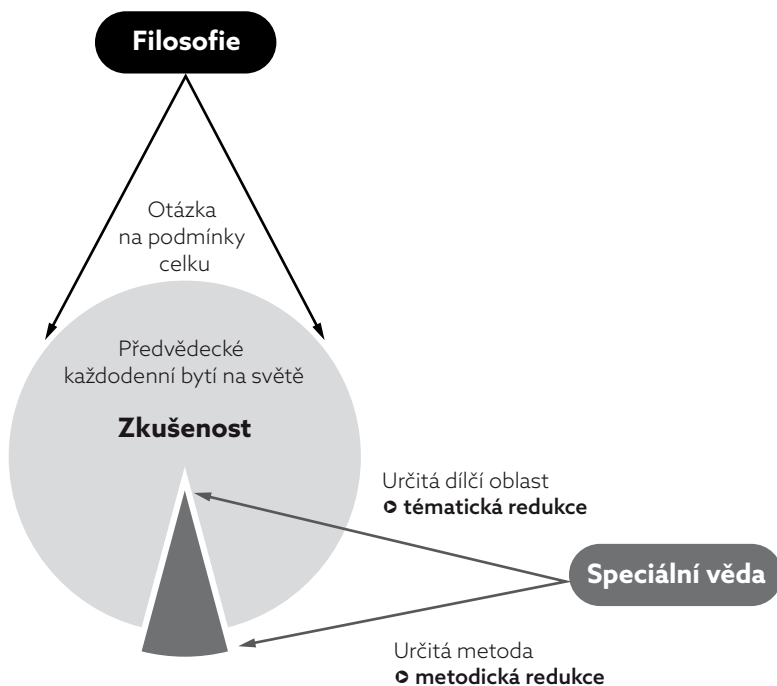 Filosofie
Otázka
na podmínky
celku
Předvědecké
každodenní bytí na světě
Zkušenost
Určitá dílčí oblast
tématická redukce
Speciální věda
Určitá metoda
metodická redukce